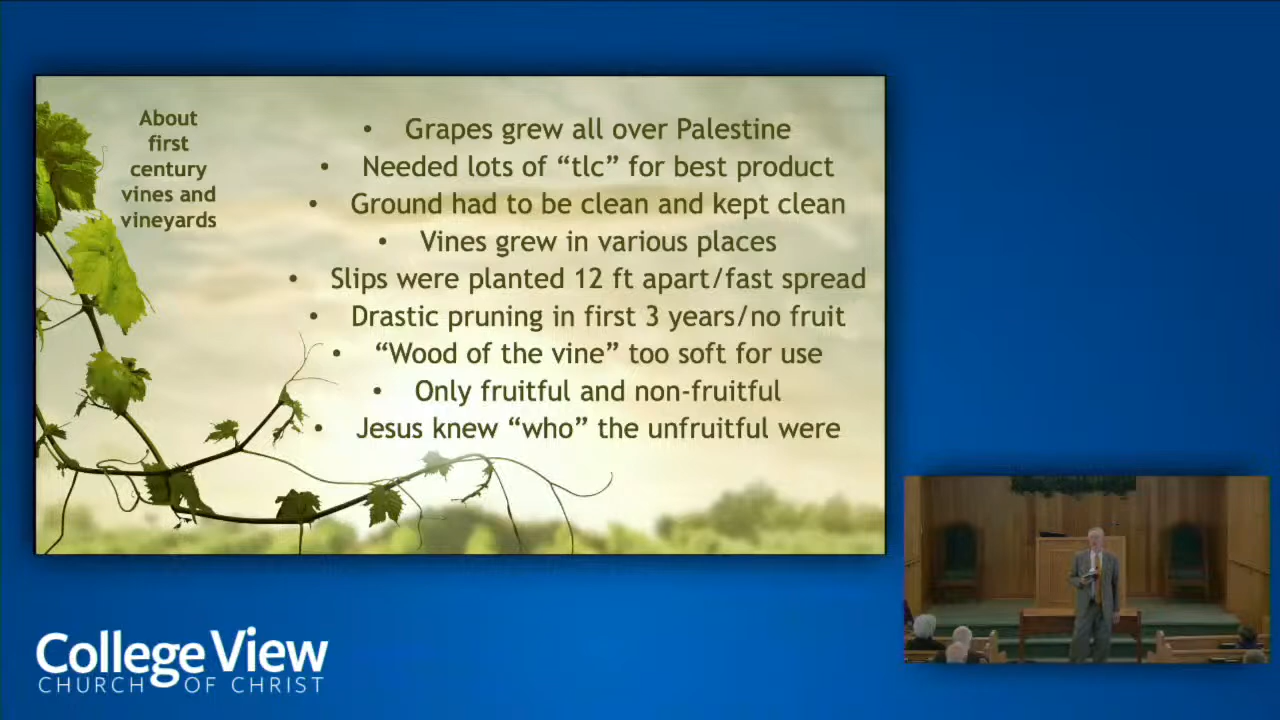 About
first
century
vines and
vineyards
• Grapes grew all over Palestine
• Needed lots of “tlc” for best product
• Ground had to be clean and kept clean
• Vines grew in various places
• Slips were planted 12 ft apart/fast spread
• Drastic pruning in first 3 years/no fruit
• “Wood of the vine” too soft for use
• Only fruitful and non-fruitful
• Jesus knew “who” the unfruitful were
College View
CHURCH OF CHRIST